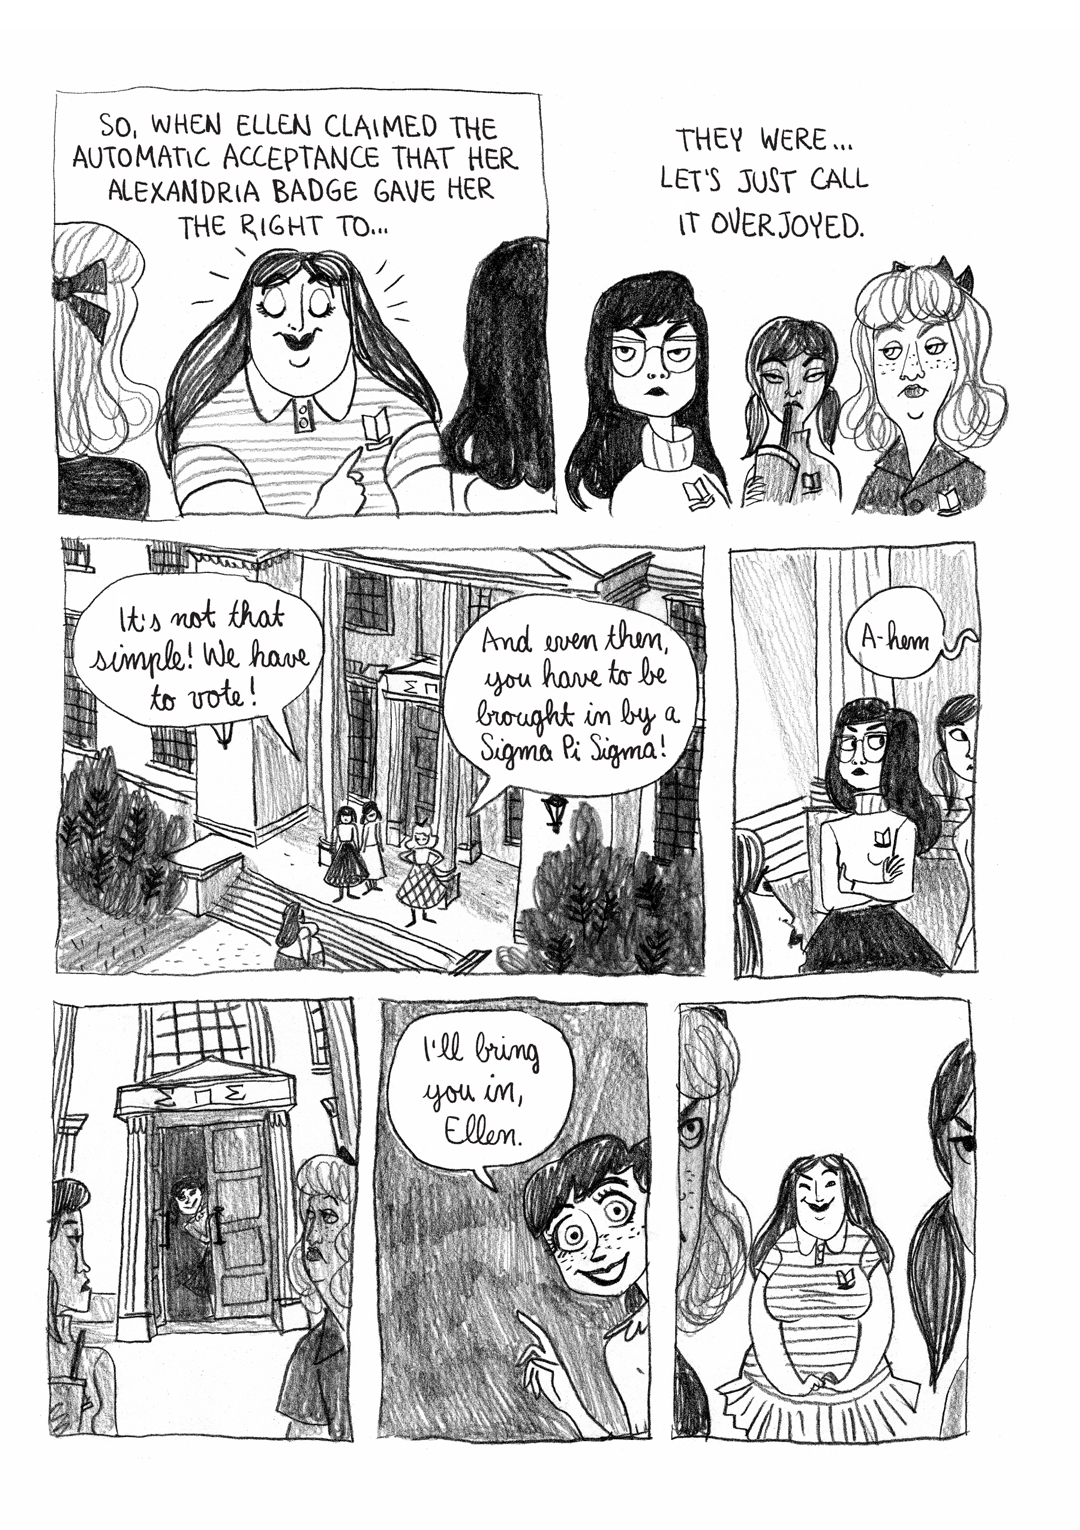 SO, WHEN ELLEN CLAIMED THE
AUTOMATIC ACCEPTANCE THAT HER
ALEXANDRIA BADGE GAVE HER
THE RIGHT TO...
THEY WERE...
LET'S JUST CALL
IT OVERJOYED.
It's not that
simple! We have
to vote!
And even then,
you have to be
brought in by a
Sigma Pi Sigma!
ΣΠ
A-hem
ΣΠΣ
I'll bring
you in,
Ellen.